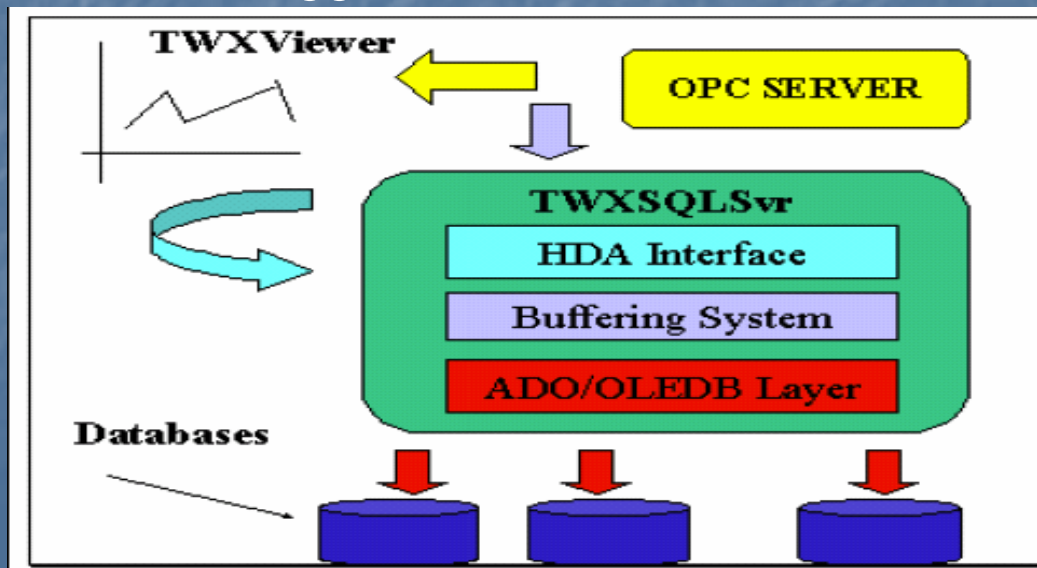 TWXViewer
OPC SERVER
TWXSQLSvr
HDA Interface
Buffering System
ADO/OLEDB Layer
Databases